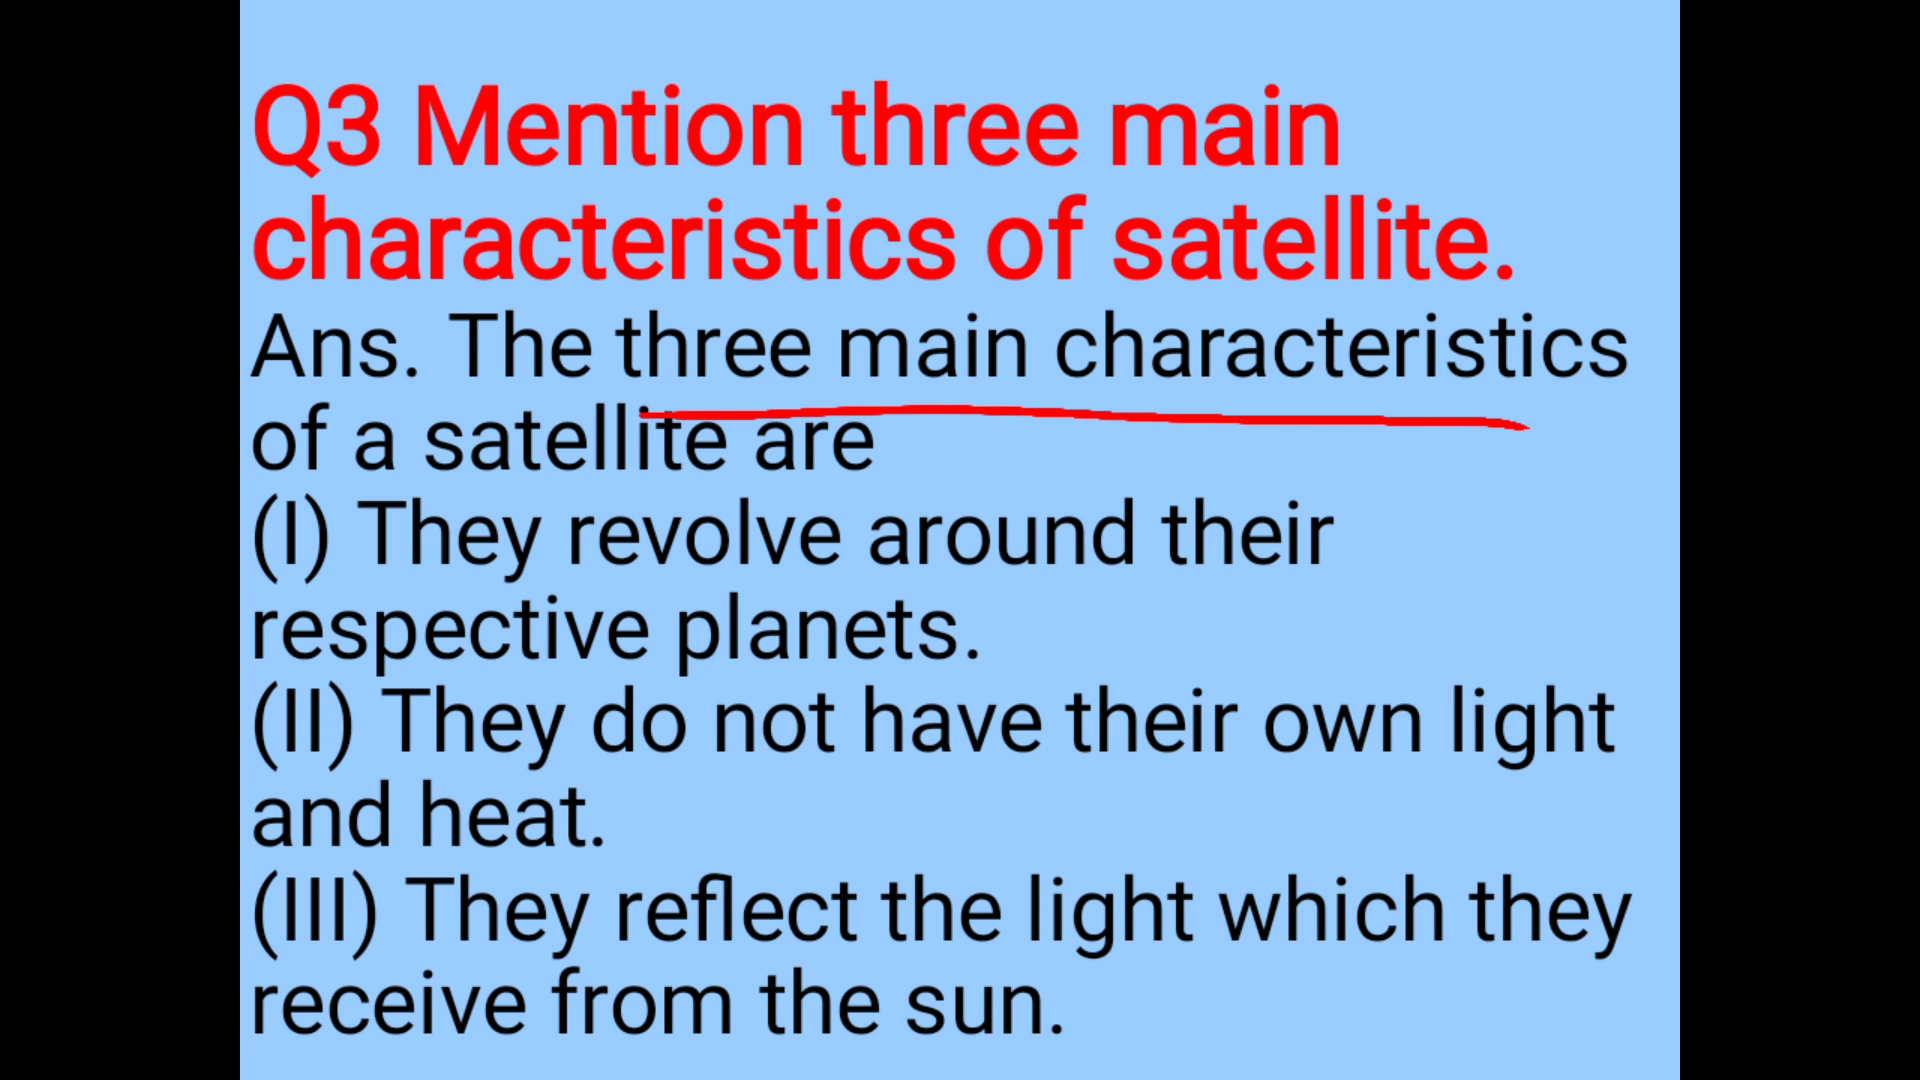 Q3 Mention three main
characteristics of satellite.
Ans. The three main characteristics
of a satellite are
(I) They revolve around their
respective planets.
(II) They do not have their own light
and heat.
(III) They reflect the light which they
receive from the sun.